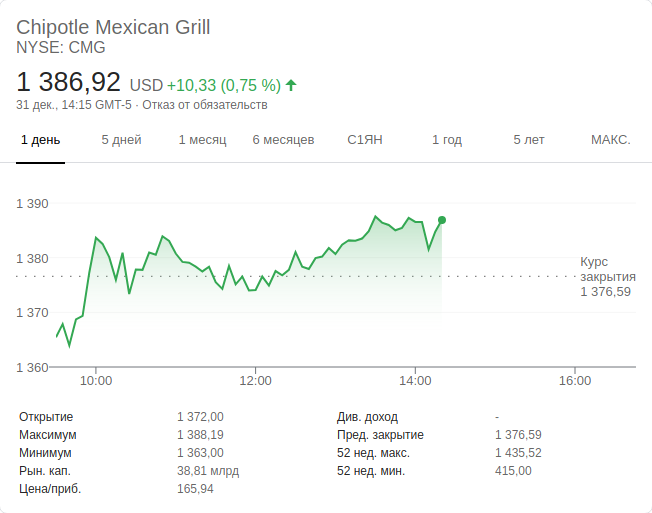 Chipotle Mexican Grill
NYSE: CMG
1 386,92 USD +10,33 (0,75 %)
31 дек., 14:15 GMT-5 · Отказ от обязательств
1 день 5 дней 1 месяц 6 месяцев С1ЯН 1 год 5 лет МАКС.
1 390
1 380
Курс
закрытия
1 376,59
1 370
1 360
10:00 12:00 14:00 16:00
Открытие 1 372,00 Див. доход -
Максимум 1 388,19 Пред. закрытие 1 376,59
Минимум 1 363,00 52 нед. макс. 1 435,52
Рын. кап. 38,81 млрд 52 нед. мин. 415,00
Цена/приб. 165,94